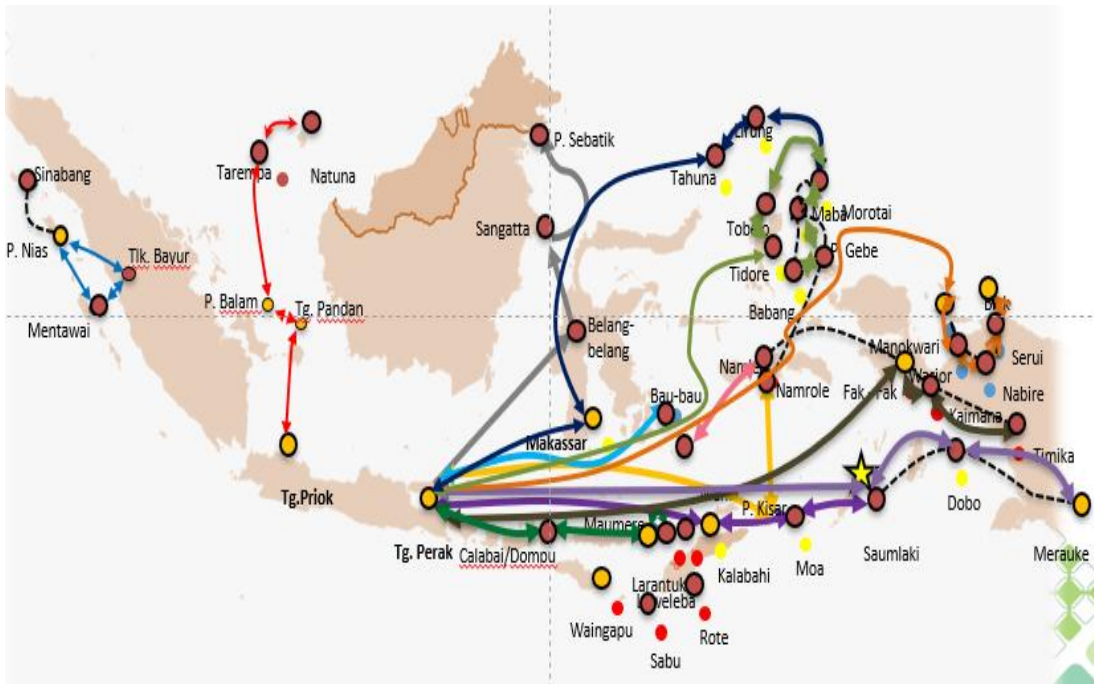 P. Sebatik
Lirung
Tarempa
Natuna
Sinabang
Tahuna
Maba
Morotai
Tobelo
Sangatta
P. Nias
Tlk. Bayur
P. Gebe
Tidore
P. Balam
Tg. Pandan
Babang
Mentawai
Belang-
belang
Manokwari
Serui
Namrole
Fak - Fak
Nabire
Bau-bau
Kaimana
Makassar
Timika
Tg.Priok
P. Kisar
Maumere
Dobo
Tg. Perak
Calabai/Dompu
Saumlaki
Merauke
Kalabahi
Moa
Waingapu
Rote
Sabu